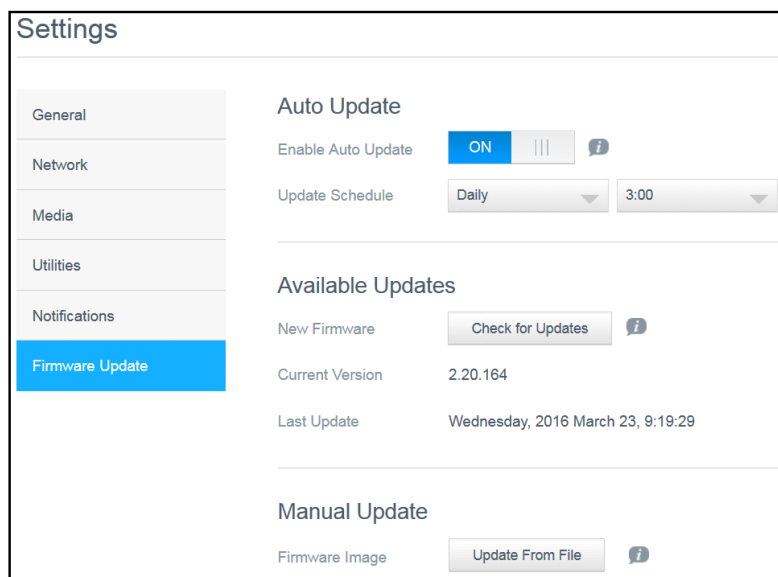 Settings
General
Network
Media
Utilities
Notifications
Firmware Update
Auto Update
Enable Auto Update ON
Update Schedule Daily 3:00
Available Updates
New Firmware Check for Updates
Current Version 2.20.164
Last Update Wednesday, 2016 March 23, 9:19:29
Manual Update
Firmware Image Update From File